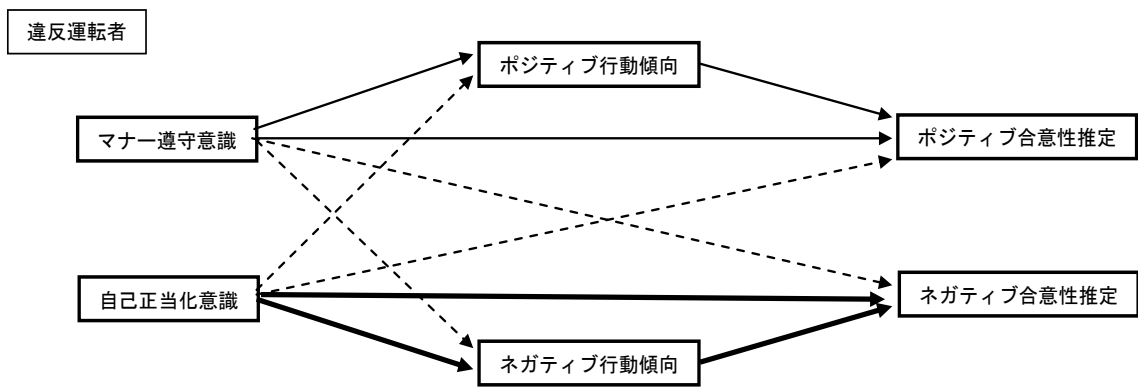 違反運転者
ポジティブ行動傾向
マナー遵守意識
ポジティブ合意性推定
自己正当化意識
ネガティブ合意性推定
ネガティブ行動傾向